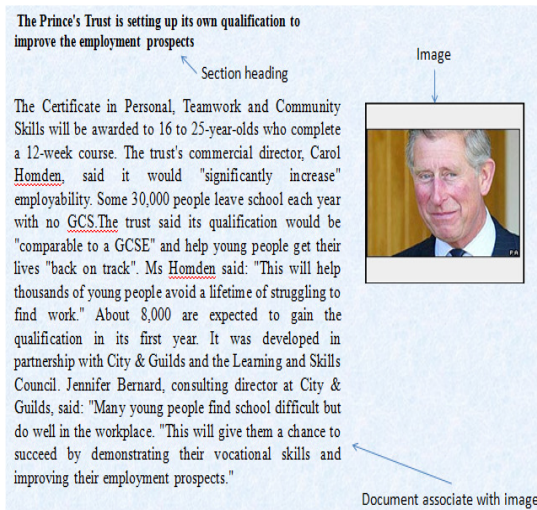 The Prince's Trust is setting up its own qualification to
improve the employment prospects
Image
Section heading
The Certificate in Personal, Teamwork and Community
Skills will be awarded to 16 to 25-year-olds who complete
a 12-week course. The trust's commercial director, Carol
Homden, said it would "significantly increase"
employability. Some 30,000 people leave school each year
with no GCS.The trust said its qualification would be
"comparable to a GCSE" and help young people get their
lives "back on track". Ms Homden said: "This will help
thousands of young people avoid a lifetime of struggling to
find work." About 8,000 are expected to gain the
qualification in its first year. It was developed in
partnership with City & Guilds and the Learning and Skills
Council. Jennifer Bernard, consulting director at City &
Guilds, said: "Many young people find school difficult but
do well in the workplace. "This will give them a chance to
succeed by demonstrating their vocational skills and
improving their employment prospects."
PA
Document associate with image